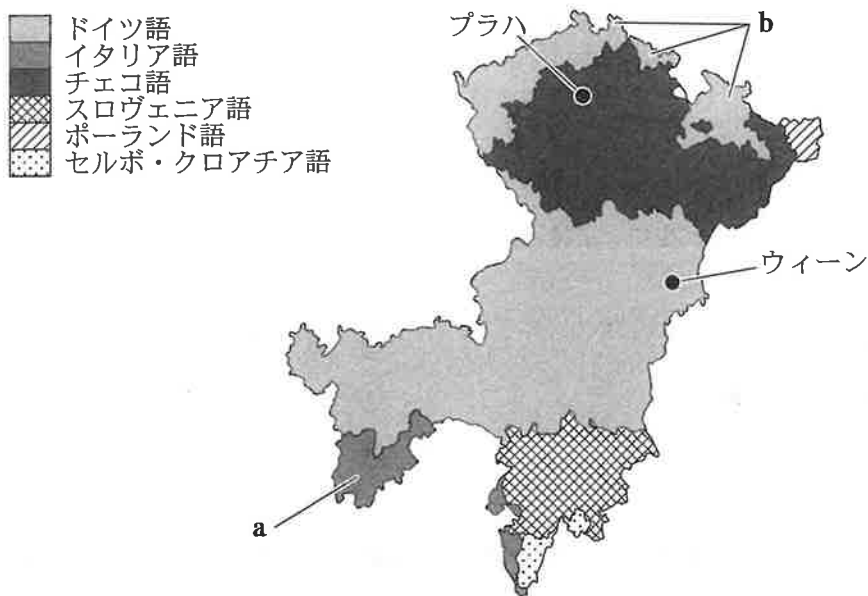 ドイツ語
イタリア語
チェコ語
スロヴェニア語
ポーランド語
セルボ・クロアチア語
プラハ
b
ウィーン
a